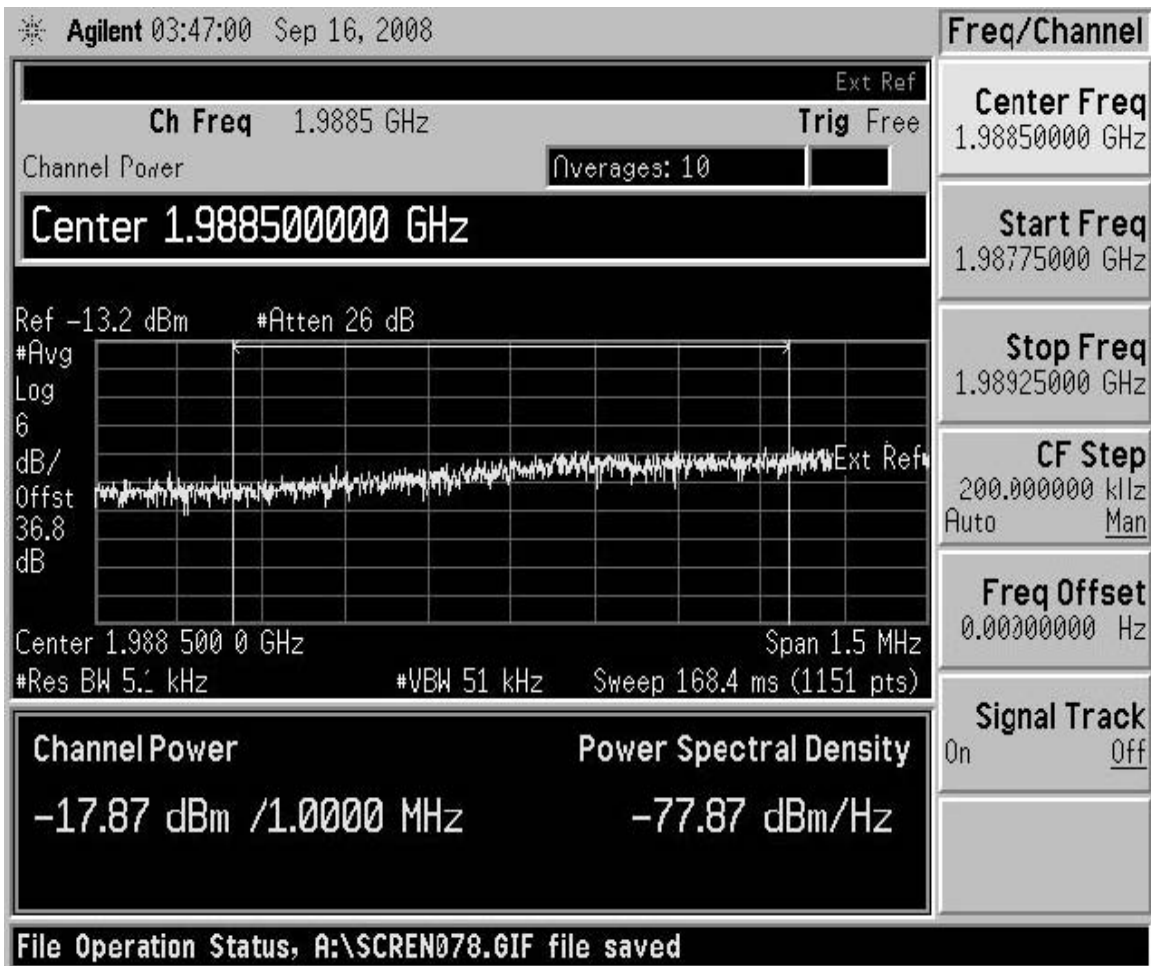 Agilent 03:47:00 Sep 16, 2008
Freq/Channel
Ext Ref
Ch Freq 1.9885 GHz
Trig Free
Channel Power
Averages: 10
Center 1.988500000 GHz
Ref -13.2 dBm
#Atten 26 dB
#Avg
Log
6
dB/
Offst
36.8
dB
Ext Ref
Center 1.988 500 0 GHz
Span 1.5 MHz
#Res BW 5.1 kHz
#VBW 51 kHz
Sweep 168.4 ms (1151 pts)
Channel Power
Power Spectral Density
-17.87 dBm /1.0000 MHz
-77.87 dBm/Hz
File Operation Status, A:\SCREN078.GIF file saved
Center Freq
1.98850000 GHz
Start Freq
1.98775000 GHz
Stop Freq
1.98925000 GHz
CF Step
200.000000 kHz
Auto Man
Freq Offset
0.00000000 Hz
Signal Track
On Off